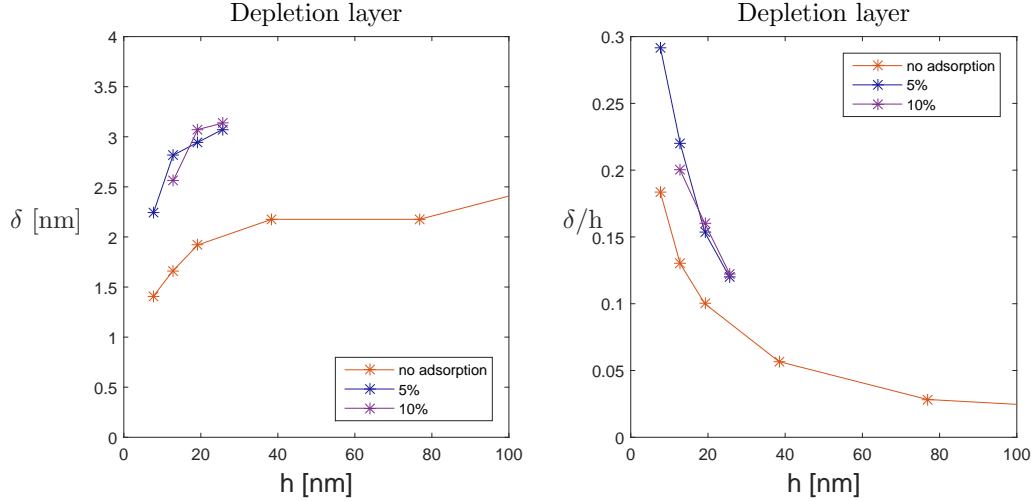 Depletion layer
4
3.5
3
2.5
2
1.5
1
0.5
0
δ [nm]
no adsorption
5%
10%
0 20 40 60 80 100
h [nm]
Depletion layer
0.3
0.25
0.2
0.15
0.1
0.05
0
δ/h
no adsorption
5%
10%
0 20 40 60 80 100
h [nm]